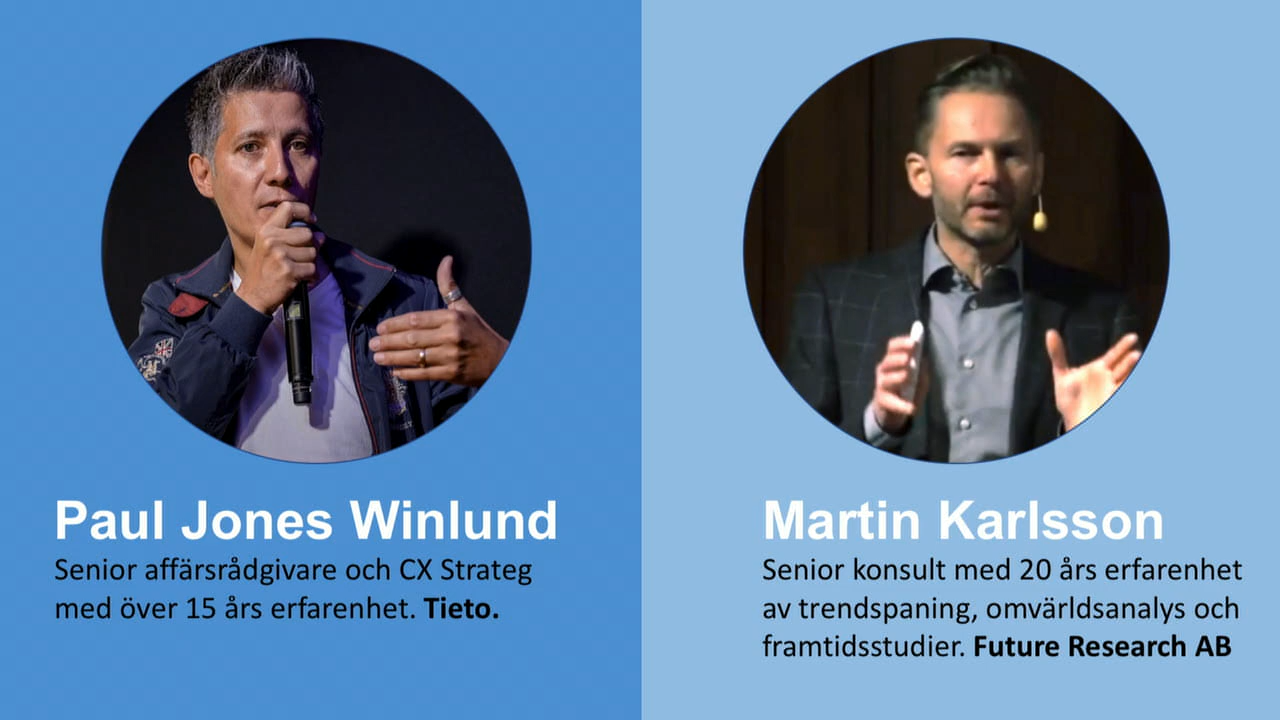 Paul Jones Winlund
Senior affärsrådgivare och CX Strateg
med över 15 års erfarenhet. Tieto.
Martin Karlsson
Senior konsult med 20 års erfarenhet
av trendspaning, omvärldsanalys och
framtidsstudier. Future Research AB